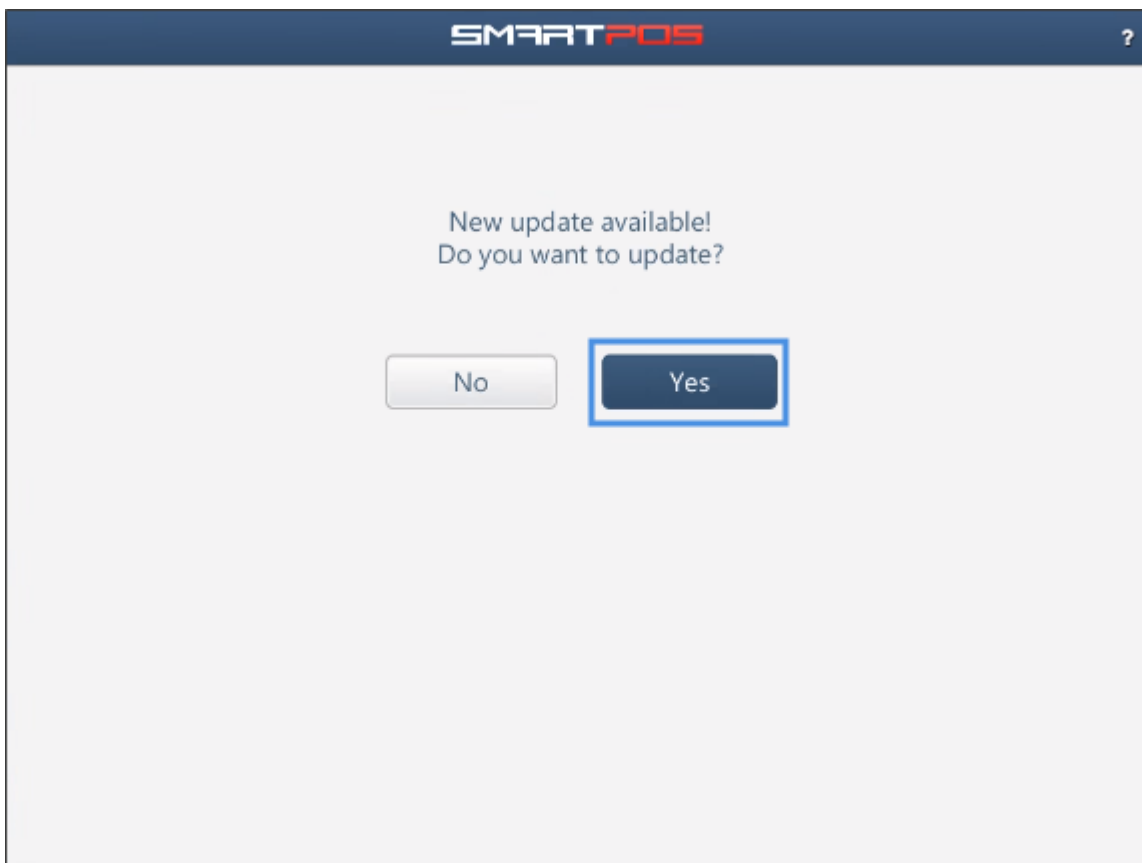 SMARTPOS
?
New update available!
Do you want to update?
No
Yes